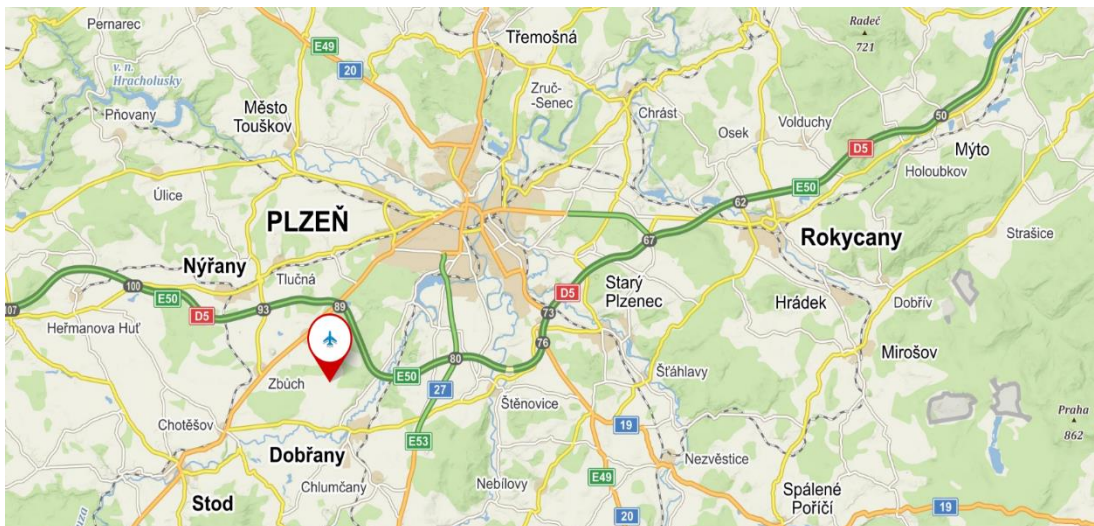 Pernarec
E49
20
Třemošná
Radeč
721
v. n.
Hracholusky
Pňovany
Město
Touškov
Zruč-
-Senec
Chrást
Osek
Volduchy
50
D5
Mýto
Holoubkov
Úlice
E50
62
PLZEŇ
67
Rokycany
Strašice
Nýřany
Tlučná
Starý
Plzenec
107
100
E50
D5
93
89
D5
73
Hrádek
Dobřív
Heřmanova Huť
76
80
Mirošov
Zbůch
E50
27
Šťáhlavy
Štěnovice
Praha
862
Chotěšov
19
Dobřany
E53
Nezvěstice
Chlumčany
Nebílovy
E49
Spálené
Poříčí
19
Stod
20